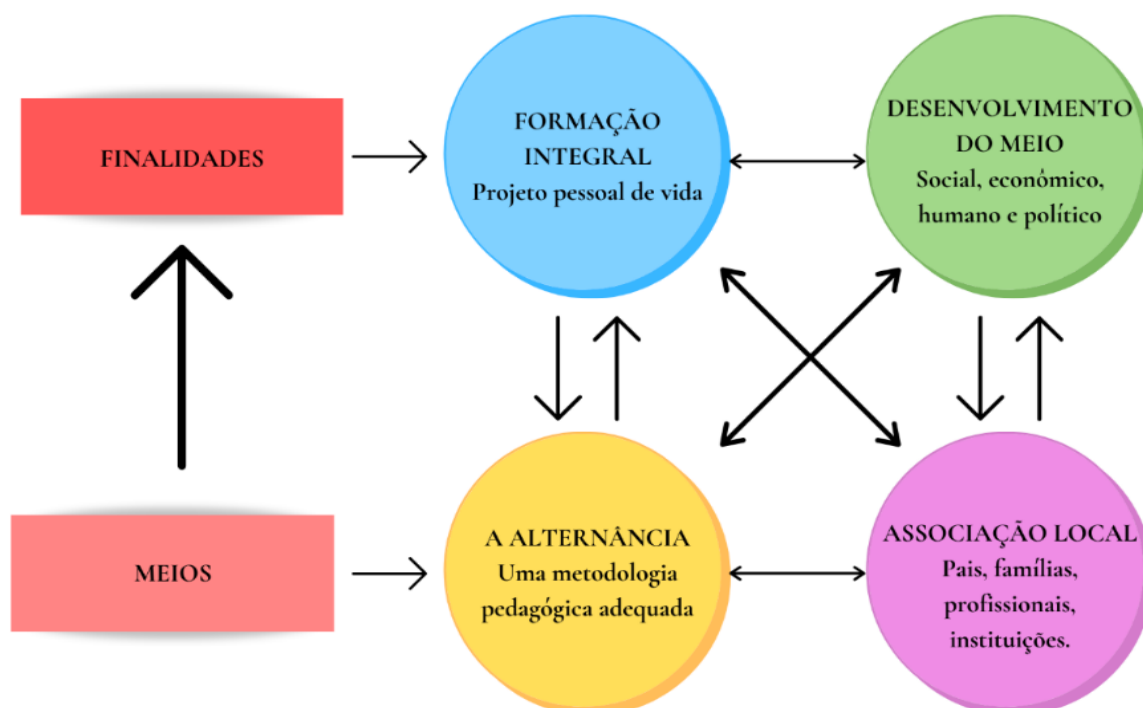 FINALIDADES
FORMAÇÃO
INTEGRAL
Projeto pessoal de vida
DESENVOLVIMENTO
DO MEIO
Social, econômico,
humano e político
MEIOS
A ALTERNÂNCIA
Uma metodologia
pedagógica adequada
ASSOCIAÇÃO LOCAL
Pais, famílias,
profissionais,
instituições.